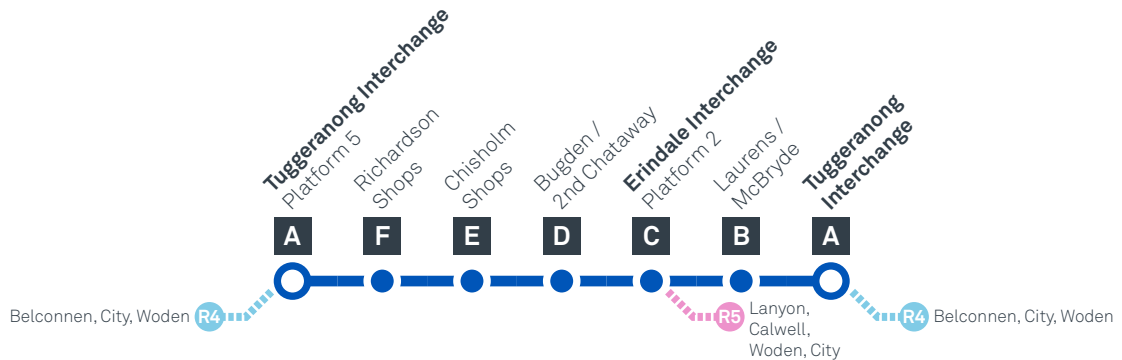 Tuggeranong Interchange
Platform 5
Richardson
Shops
Chisholm
Shops
Bugden /
2nd Chataway
Erindale Interchange
Platform 2
Laurens /
McBryde
Tuggeranong
Interchange
A
F
E
D
C
B
A
Belconnen, City, Woden
R4
R5
Lanyon,
Calwell,
Woden, City
R4
Belconnen, City, Woden